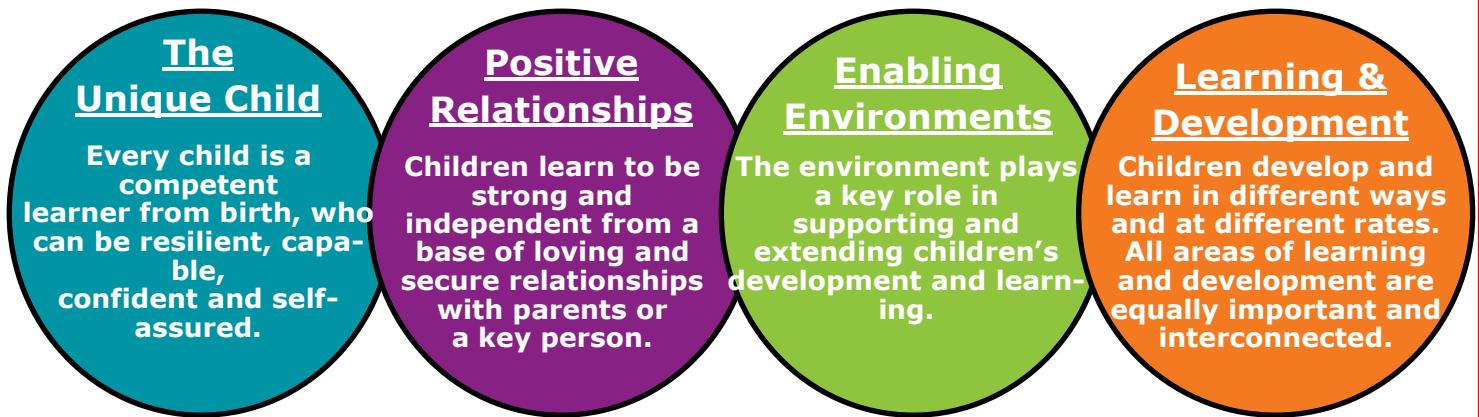 The
Unique Child
Every child is a
competent
learner from birth, who
can be resilient, capa-
ble,
confident and self-
assured.
Positive
Relationships
Children learn to be
strong and
independent from a
base of loving and
secure relationships
with parents or
a key person.
Enabling
Environments
The environment plays
a key role in
supporting and
extending children’s
development and learn-
ing.
Learning &
Development
Children develop and
learn in different ways
and at different rates.
All areas of learning
and development are
equally important and
interconnected.